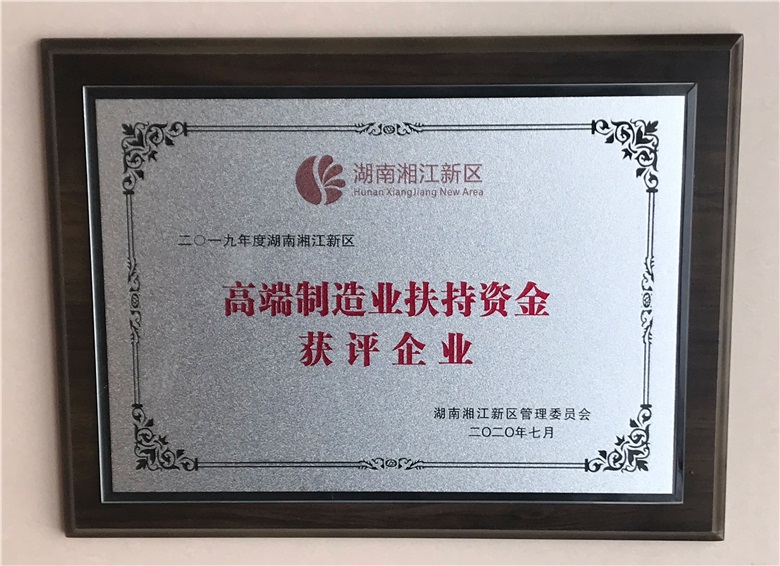 湖南湘江新区
Hunan XiangJiang New Area
二〇一九年度湖南湘江新区
高端制造业扶持资金
获评企业
湖南湘江新区管理委员会
二〇二〇年七月